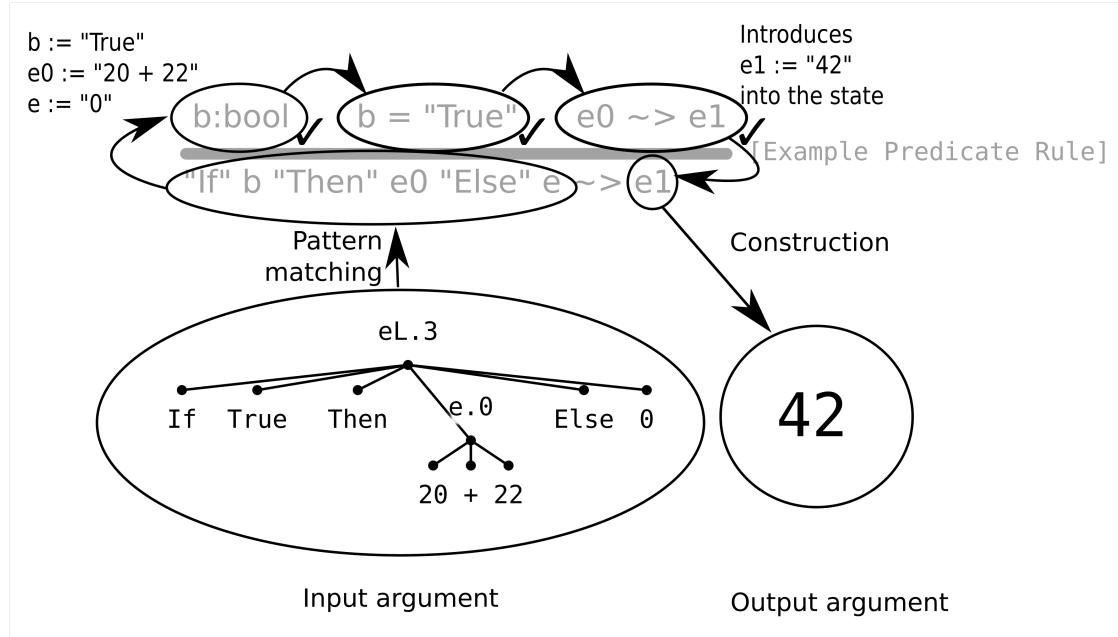 b := "True"
e0 := "20 + 22"
e := "0"
Introduces
e1 := "42"
into the state
b:bool ✓ b = "True" ✓ e0 ~> e1 ✓
[Example Predicate Rule]
"If" b "Then" e0 "Else" e ~> e1
Pattern
matching
Construction
eL.3
If True Then e.0 Else 0
20 + 22
42
Input argument
Output argument